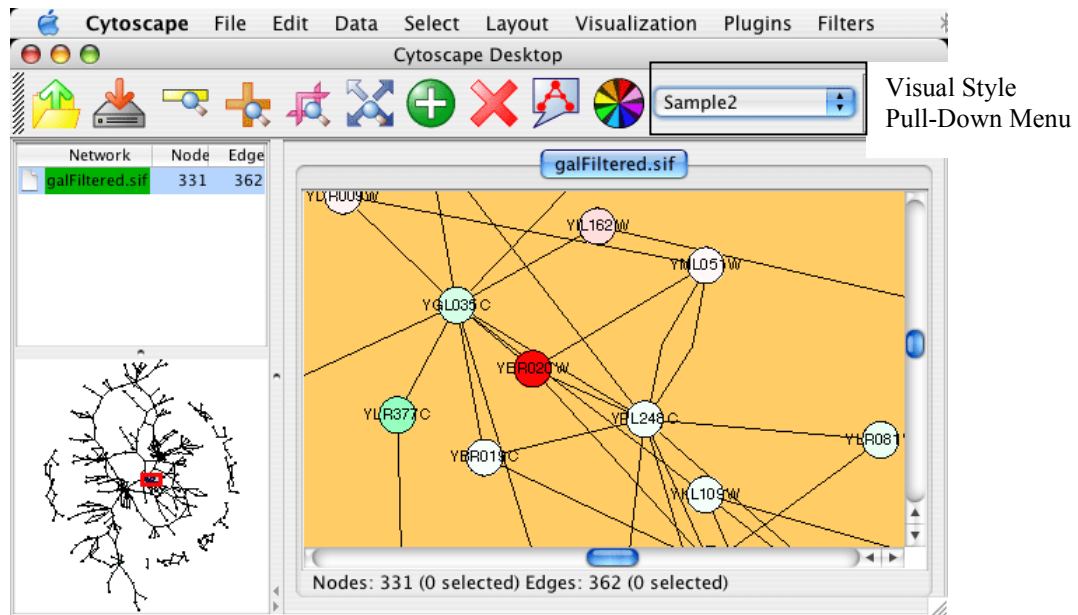 Cytoscape File Edit Data Select Layout Visualization Plugins Filters
Cytoscape Desktop
Sample2
Visual Style
Pull-Down Menu
Network Node Edge
galFiltered.sif 331 362
galFiltered.sif
YIL162W
YML051W
YGL035C
YBR020W
YLR377C
YBL248C
YBR019C
YLR081
YKL109W
Nodes: 331 (0 selected) Edges: 362 (0 selected)